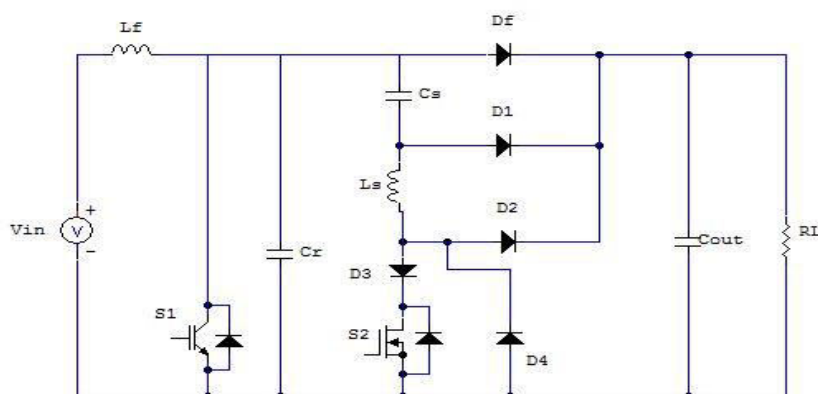 Lf
Df
Cs
D1
Ls
D2
Vin
+
V
-
Cr
D3
Cout
RL
S1
S2
D4